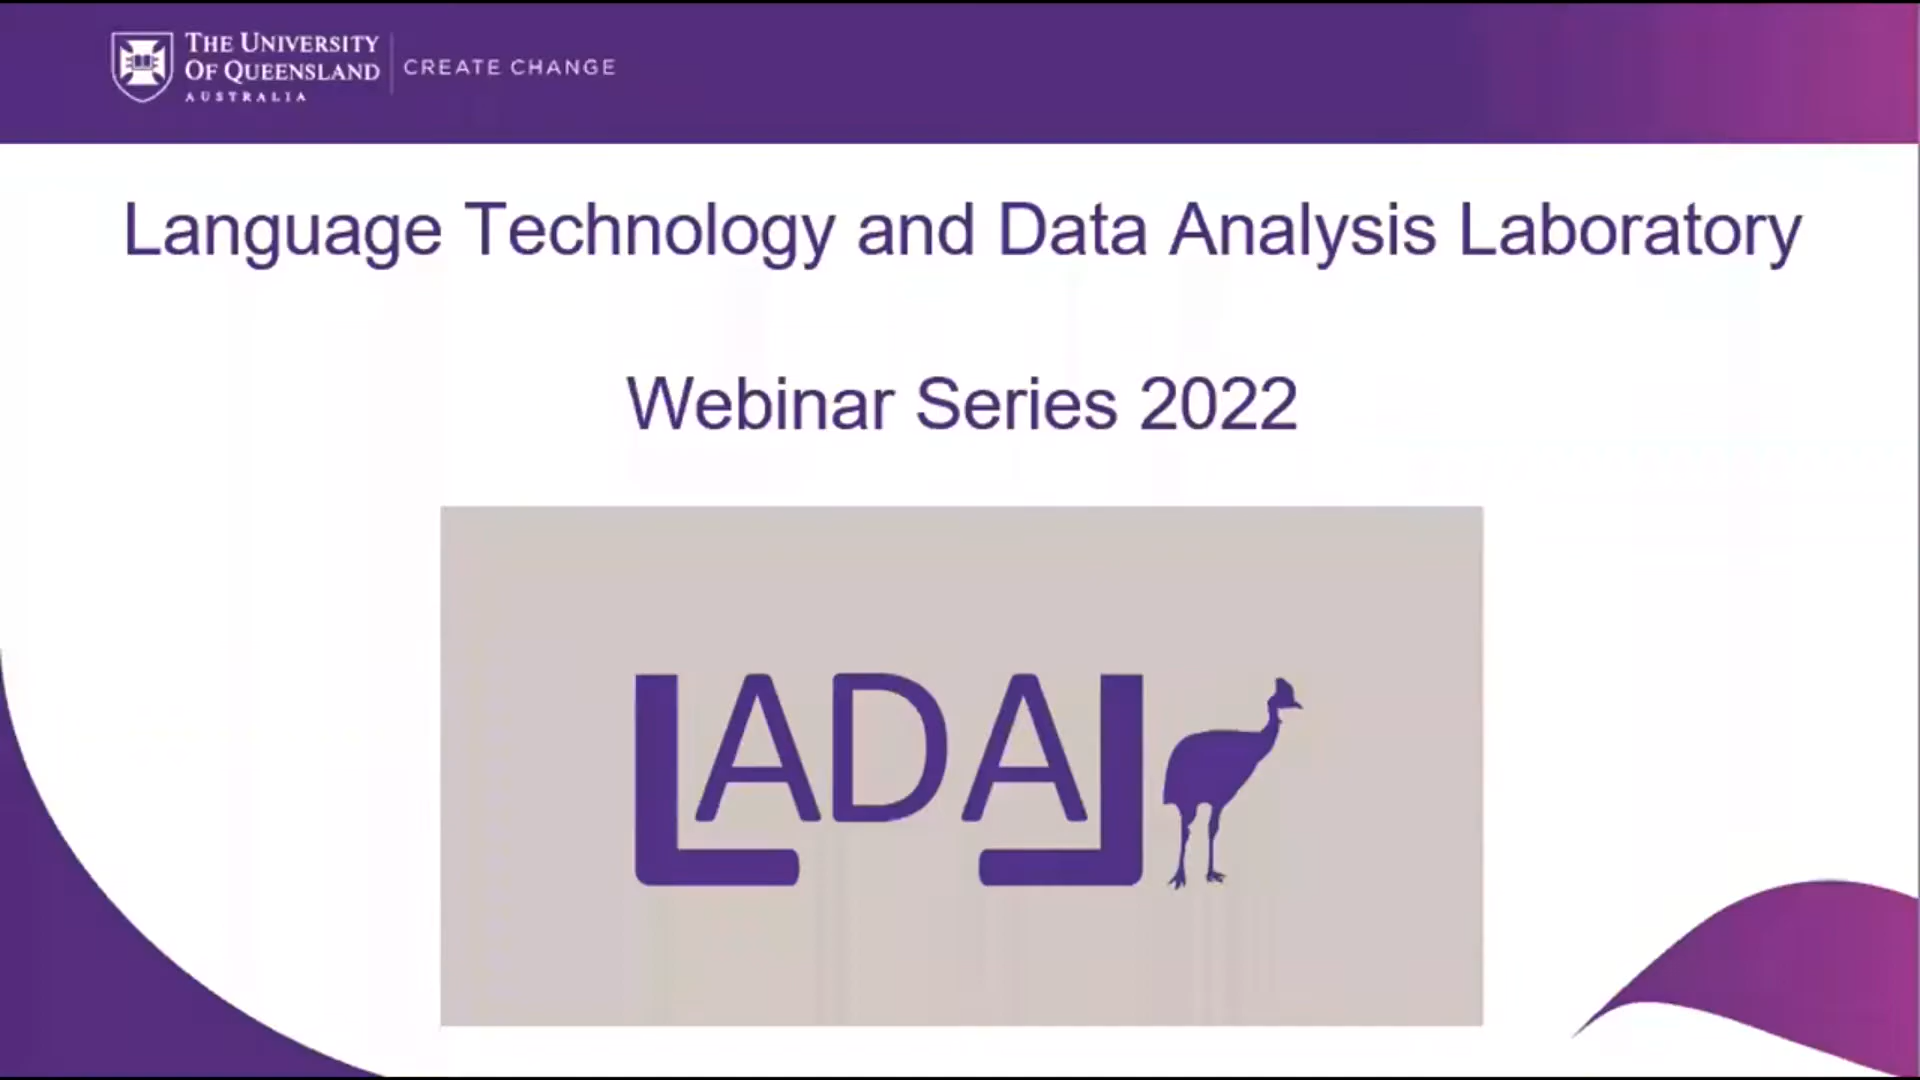 THE UNIVERSITY
OF QUEENSLAND
AUSTRALIA
CREATE CHANGE
Language Technology and Data Analysis Laboratory
Webinar Series 2022
LADAL